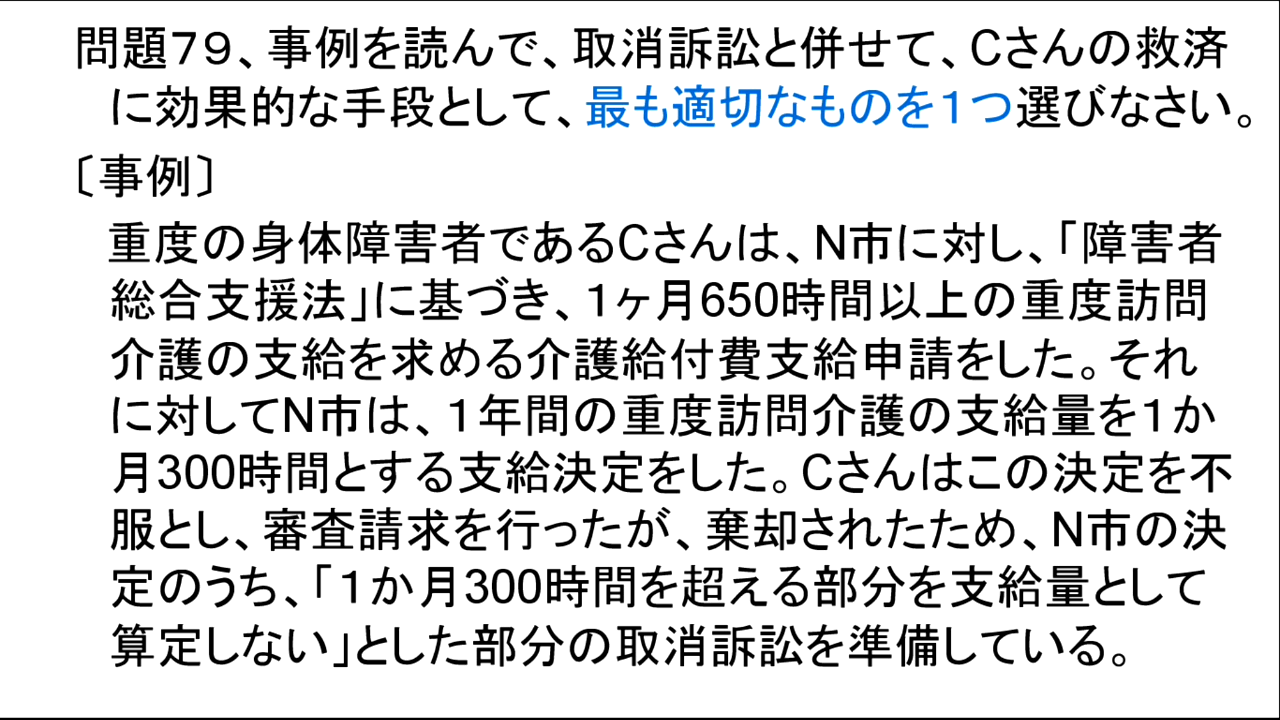 問題７９、事例を読んで、取消訴訟と併せて、Cさんの救済
に効果的な手段として、最も適切なものを１つ選びなさい。
〔事例〕
重度の身体障害者であるCさんは、N市に対し、「障害者
総合支援法」に基づき、１ヶ月650時間以上の重度訪問
介護の支給を求める介護給付費支給申請をした。それ
に対してN市は、１年間の重度訪問介護の支給量を１か
月300時間とする支給決定をした。Cさんはこの決定を不
服とし、審査請求を行ったが、棄却されたため、N市の決
定のうち、「１か月300時間を超える部分を支給量として
算定しない」とした部分の取消訴訟を準備している。